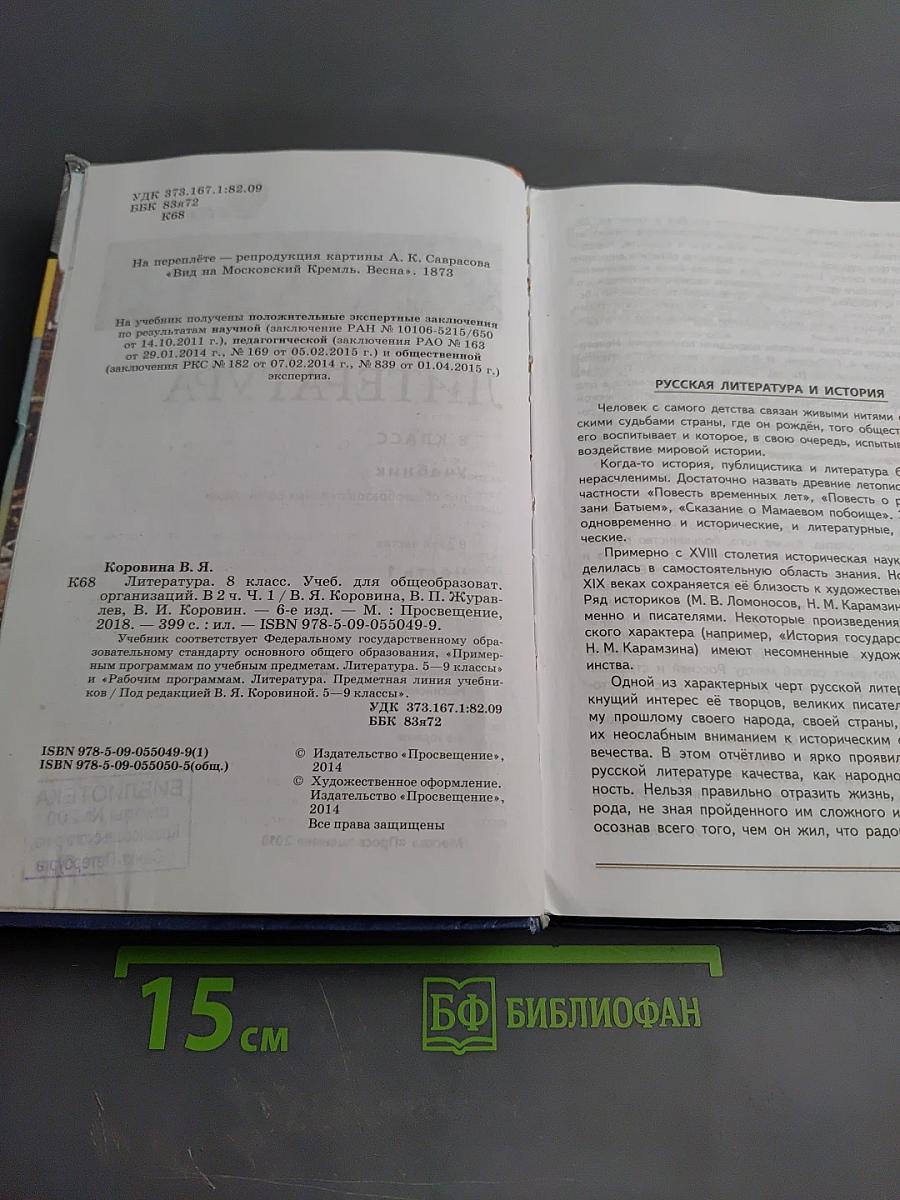 УДК 373.167.1:82.09
ББК 83я72
К68
На переплёте — репродукция картины А. К. Саврасова
«Вид на Московский Кремль. Весна». 1873
На учебник получены положительные экспертные заключения
по результатам научной (заключение РАН № 10106-5215/650
от 14.10.2011 г.), педагогической (заключения РАО № 163
от 29.01.2014 г., № 169 от 05.02.2015 г.) и общественной
(заключения РКС № 182 от 07.02.2014 г., № 839 от 01.04.2015 г.)
экспертиз.
Коровина В. Я.
К68 Литература. 8 класс. Учеб. для общеобразоват.
организаций. В 2 ч. Ч. 1 / В. Я. Коровина, В. П. Журав-
лев, В. И. Коровин. — 6-е изд. — М. : Просвещение,
2018. — 399 с. : ил. — ISBN 978-5-09-055049-9.
Учебник соответствует Федеральному государственному обра-
зовательному стандарту основного общего образования, «Пример-
ным программам по учебным предметам. Литература. 5—9 классы»
и «Рабочим программам. Литература. Предметная линия учебни-
ков / Под редакцией В. Я. Коровиной. 5—9 классы».
УДК 373.167.1:82.09
ББК 83я72
ISBN 978-5-09-055049-9(1)
ISBN 978-5-09-055050-5(общ.)
© Издательство «Просвещение»,
2014
© Художественное оформление.
Издательство «Просвещение»,
2014
Все права защищены
РУССКАЯ ЛИТЕРАТУРА И ИСТОРИЯ
Человек с самого детства связан живыми нитями с
скими судьбами страны, где он рождён, того общест
его воспитывает и которое, в свою очередь, испытыв
воздействие мировой истории.
Когда-то история, публицистика и литература б
нерасчленимы. Достаточно назвать древние летопис
частности «Повесть временных лет», «Повесть о р
зани Батыем», «Сказание о Мамаевом побоище».
одновременно и исторические, и литературные,
ческие.
Примерно с XVIII столетия историческая наук
делилась в самостоятельную область знания. Но
XIX веках сохраняется её близость к художествен
Ряд историков (М. В. Ломоносов, Н. М. Карамзин
менно и писателями. Некоторые произведения
ского характера (например, «История государс
Н. М. Карамзина) имеют несомненные худож
инства.
Одной из характерных черт русской литер
кнущий интерес её творцов, великих писател
му прошлому своего народа, своей страны,
их неослабным вниманием к историческим с
вечества. В этом отчётливо и ярко проявил
русской литературе качества, как народно
ность. Нельзя правильно отразить жизнь,
рода, не зная пройденного им сложного и
осознав всего того, чем он жил, что радо
15 см
БФ БИБЛИОФАН